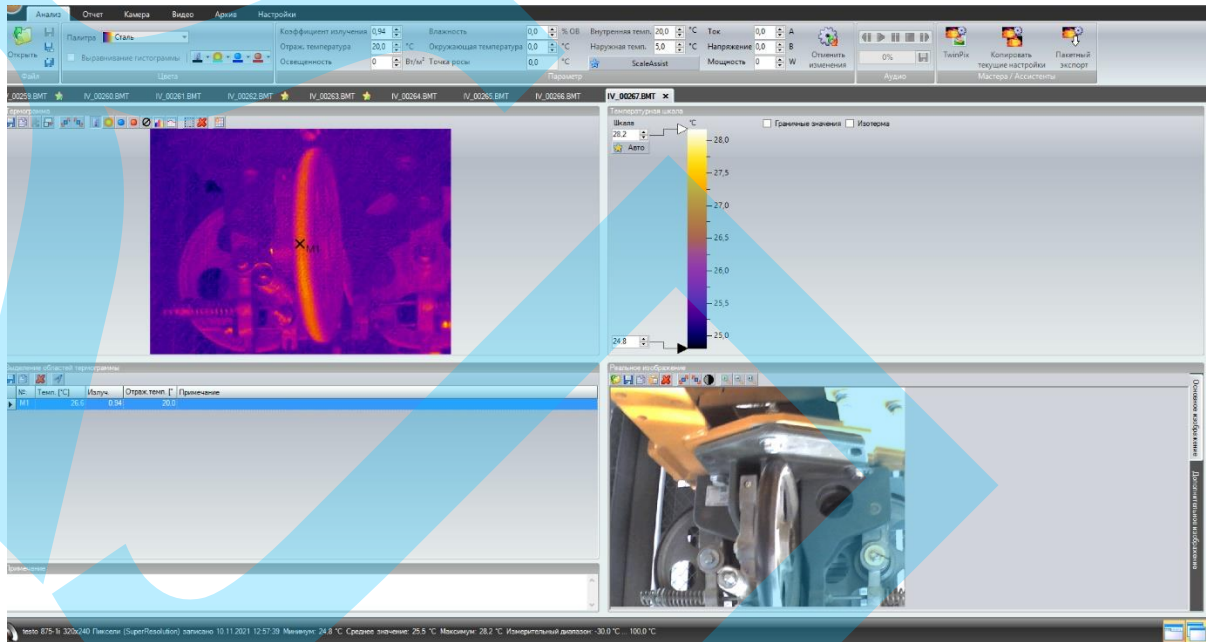 Анализ Отчет Камера Видео Архив Настройки
Открыть
Файл
Палитра Сталь
Выравнивание гистограммы
Цвета
Коэффициент излучения 0,94 Влажность 0,0 % ОВ Внутренняя темп. 20,0 °C Ток 0,0 A
Отраж. температура 20,0 °C Окружающая температура 0,0 °C Наружная темп. 5,0 °C Напряжение 0,0 В
Освещенность 0 Вт/м² Точка росы 0,0 °C ScaleAssist Мощность 0 W
Отменить
изменения
Параметр
0%
Аудио
TwinPix
Копировать
текущие настройки
Пакетный
экспорт
Мастера / Ассистенты
V_00259.BMT IV_00260.BMT IV_00261.BMT IV_00262.BMT IV_00263.BMT IV_00264.BMT IV_00265.BMT IV_00266.BMT IV_00267.BMT
Термограмма
M1
Температурная шкала
Шкала °C
28.2
Авто
Граничные значения Изотерма
28,0
27,5
27,0
26,5
26,0
25,5
25,0
24.8
Выделение областей термограммы
№ Темп. [°C] Излуч. Отраж.темп. [° Примечание
M1 26,6 0.94 20.0
Реальное изображение
Основное изображение
Дополнительное изображение
Примечание
testo 875-1i 320x240 Пиксели (SuperResolution) записано 10.11.2021 12:57:39 Минимум: 24.8 °C Среднее значение: 25,5 °C Максимум: 28.2 °C Измерительный диапазон: -30.0 °C ... 100,0 °C